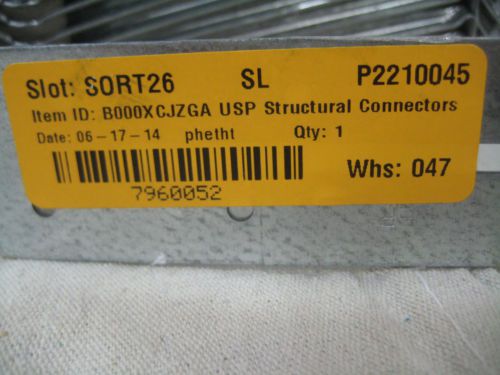 Slot: SORT26 SL P2210045
Item ID: B000XCJZGA USP Structural Connectors
Date: 06-17-14 phetht Qty: 1
Whs: 047
7960052